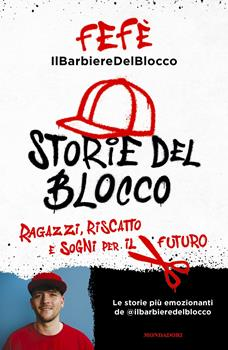 FEFÈ
IlBarbiereDelBlocco
STORIE DEL
BLOCCO
RAGAZZI, RISCATTO
E SOGNI PER IL FUTURO
Le storie più emozionanti
de @ilbarbieredelblocco
MONDADORI